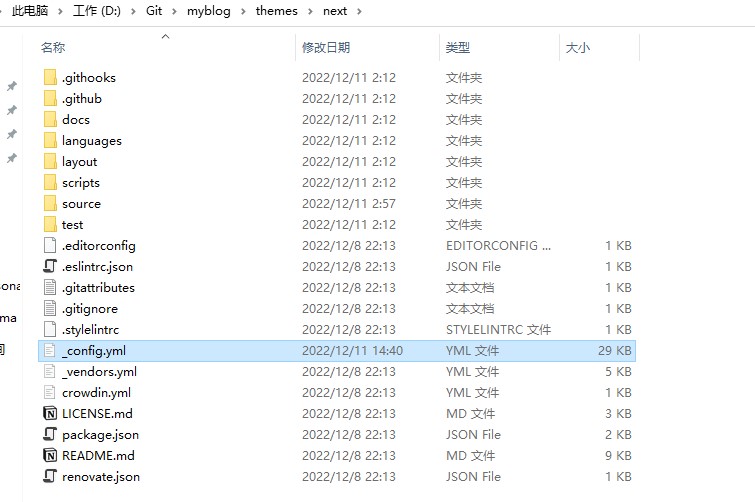 此电脑 > 工作 (D:) > Git > myblog > themes > next >
名称 修改日期 类型 大小
.githooks 2022/12/11 2:12 文件夹
.github 2022/12/11 2:12 文件夹
docs 2022/12/11 2:12 文件夹
languages 2022/12/11 2:12 文件夹
layout 2022/12/11 2:12 文件夹
scripts 2022/12/11 2:12 文件夹
source 2022/12/11 2:57 文件夹
test 2022/12/11 2:12 文件夹
.editorconfig 2022/12/8 22:13 EDITORCONFIG ... 1 KB
.eslintrc.json 2022/12/8 22:13 JSON File 1 KB
.gitattributes 2022/12/8 22:13 文本文档 1 KB
.gitignore 2022/12/8 22:13 文本文档 1 KB
.stylelintrc 2022/12/8 22:13 STYLELINTRC 文件 1 KB
_config.yml 2022/12/11 14:40 YML 文件 29 KB
_vendors.yml 2022/12/8 22:13 YML 文件 5 KB
crowdin.yml 2022/12/8 22:13 YML 文件 1 KB
LICENSE.md 2022/12/8 22:13 MD 文件 3 KB
package.json 2022/12/8 22:13 JSON File 2 KB
README.md 2022/12/8 22:13 MD 文件 9 KB
renovate.json 2022/12/8 22:13 JSON File 1 KB